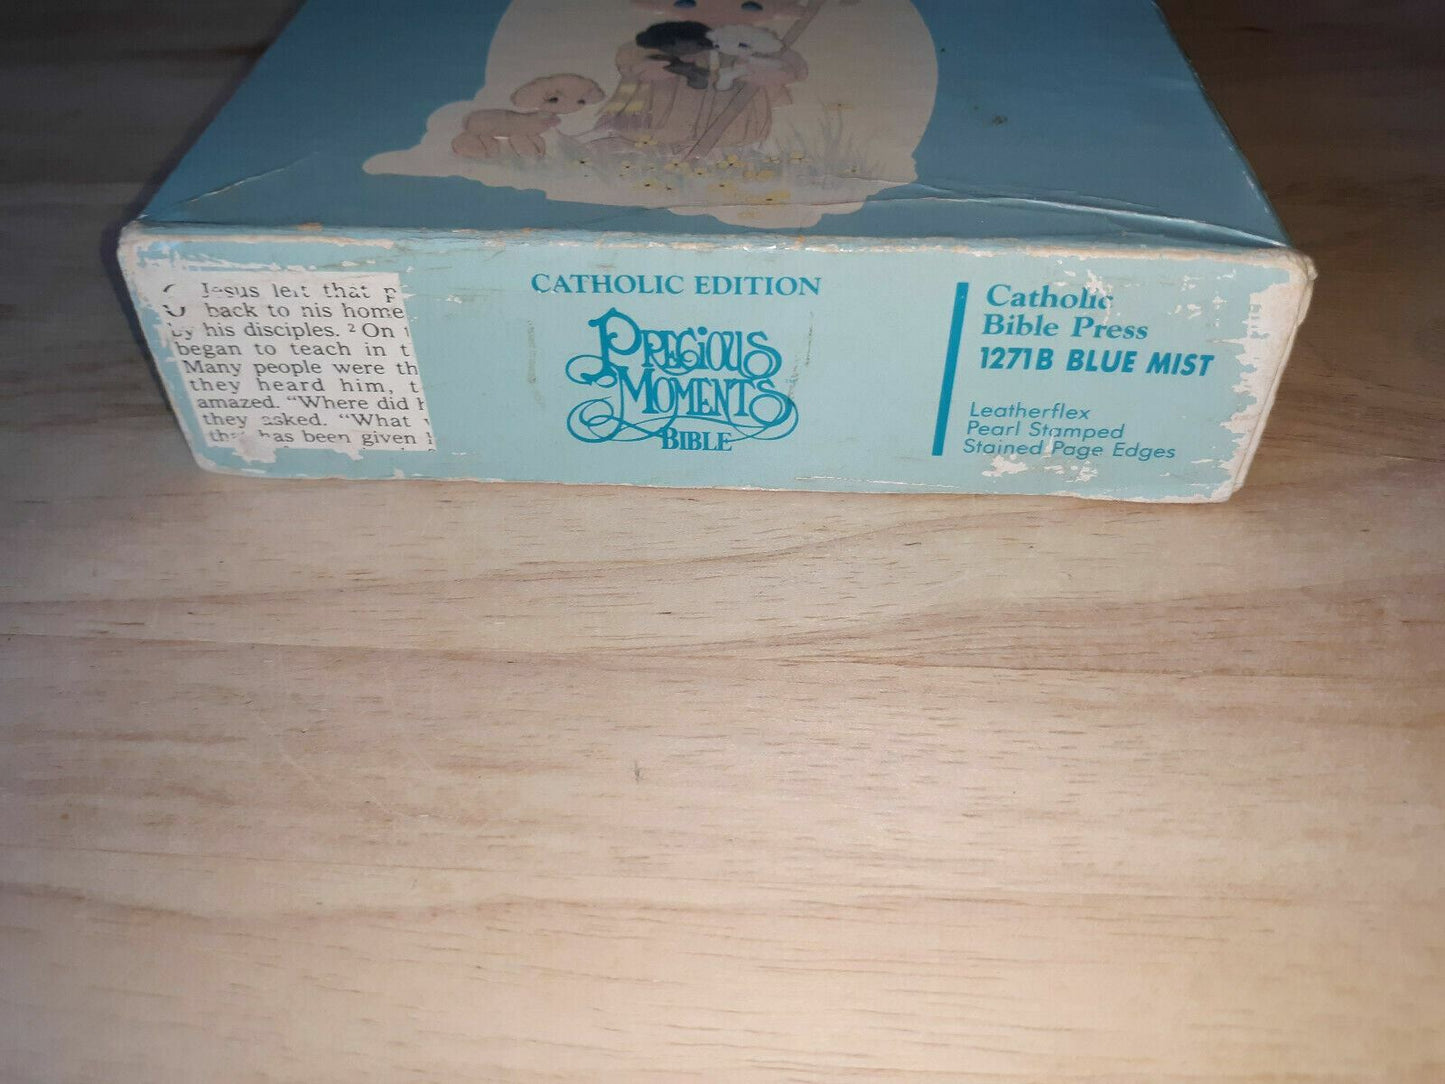 Jesus left that p
back to his home
by his disciples. ² On t
began to teach in t
Many people were th
they heard him, t
amazed. “Where did h
they asked. “What
has been given
CATHOLIC EDITION
PRECIOUS
MOMENTS
BIBLE
Catholic
Bible Press
1271B BLUE MIST
Leatherflex
Pearl Stamped
Stained Page Edges